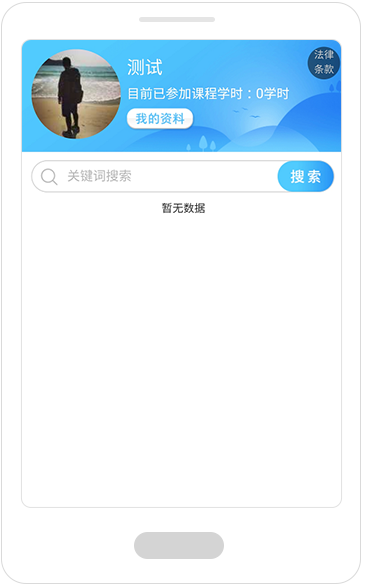 测试
法律
条款
目前已参加课程学时：0学时
我的资料
关键词搜索
搜索
暂无数据